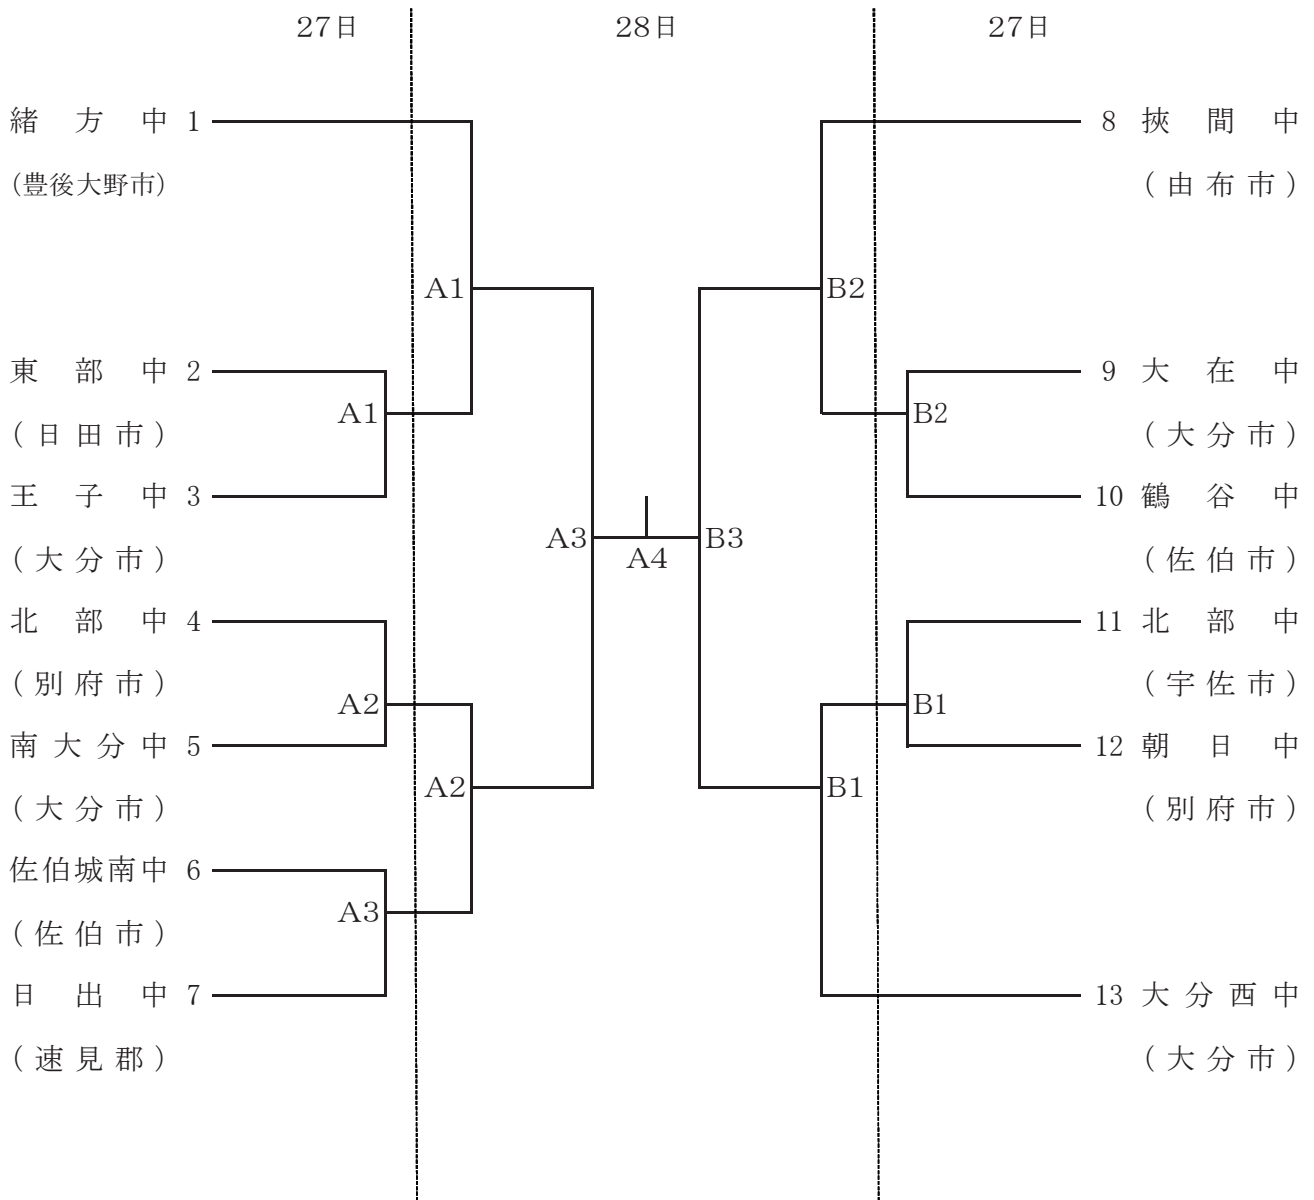 27日 28日 27日
緒方中 1
(豊後大野市)
東部中 2
(日田市)
王子中 3
(大分市)
北部中 4
(別府市)
南大分中 5
(大分市)
佐伯城南中 6
(佐伯市)
日出中 7
(速見郡)
A1
A2
A3
A1
A2
A3
A4
B3
B2
B1
B2
B1
8 挾間中
(由布市)
9 大在中
(大分市)
10 鶴谷中
(佐伯市)
11 北部中
(宇佐市)
12 朝日中
(別府市)
13 大分西中
(大分市)